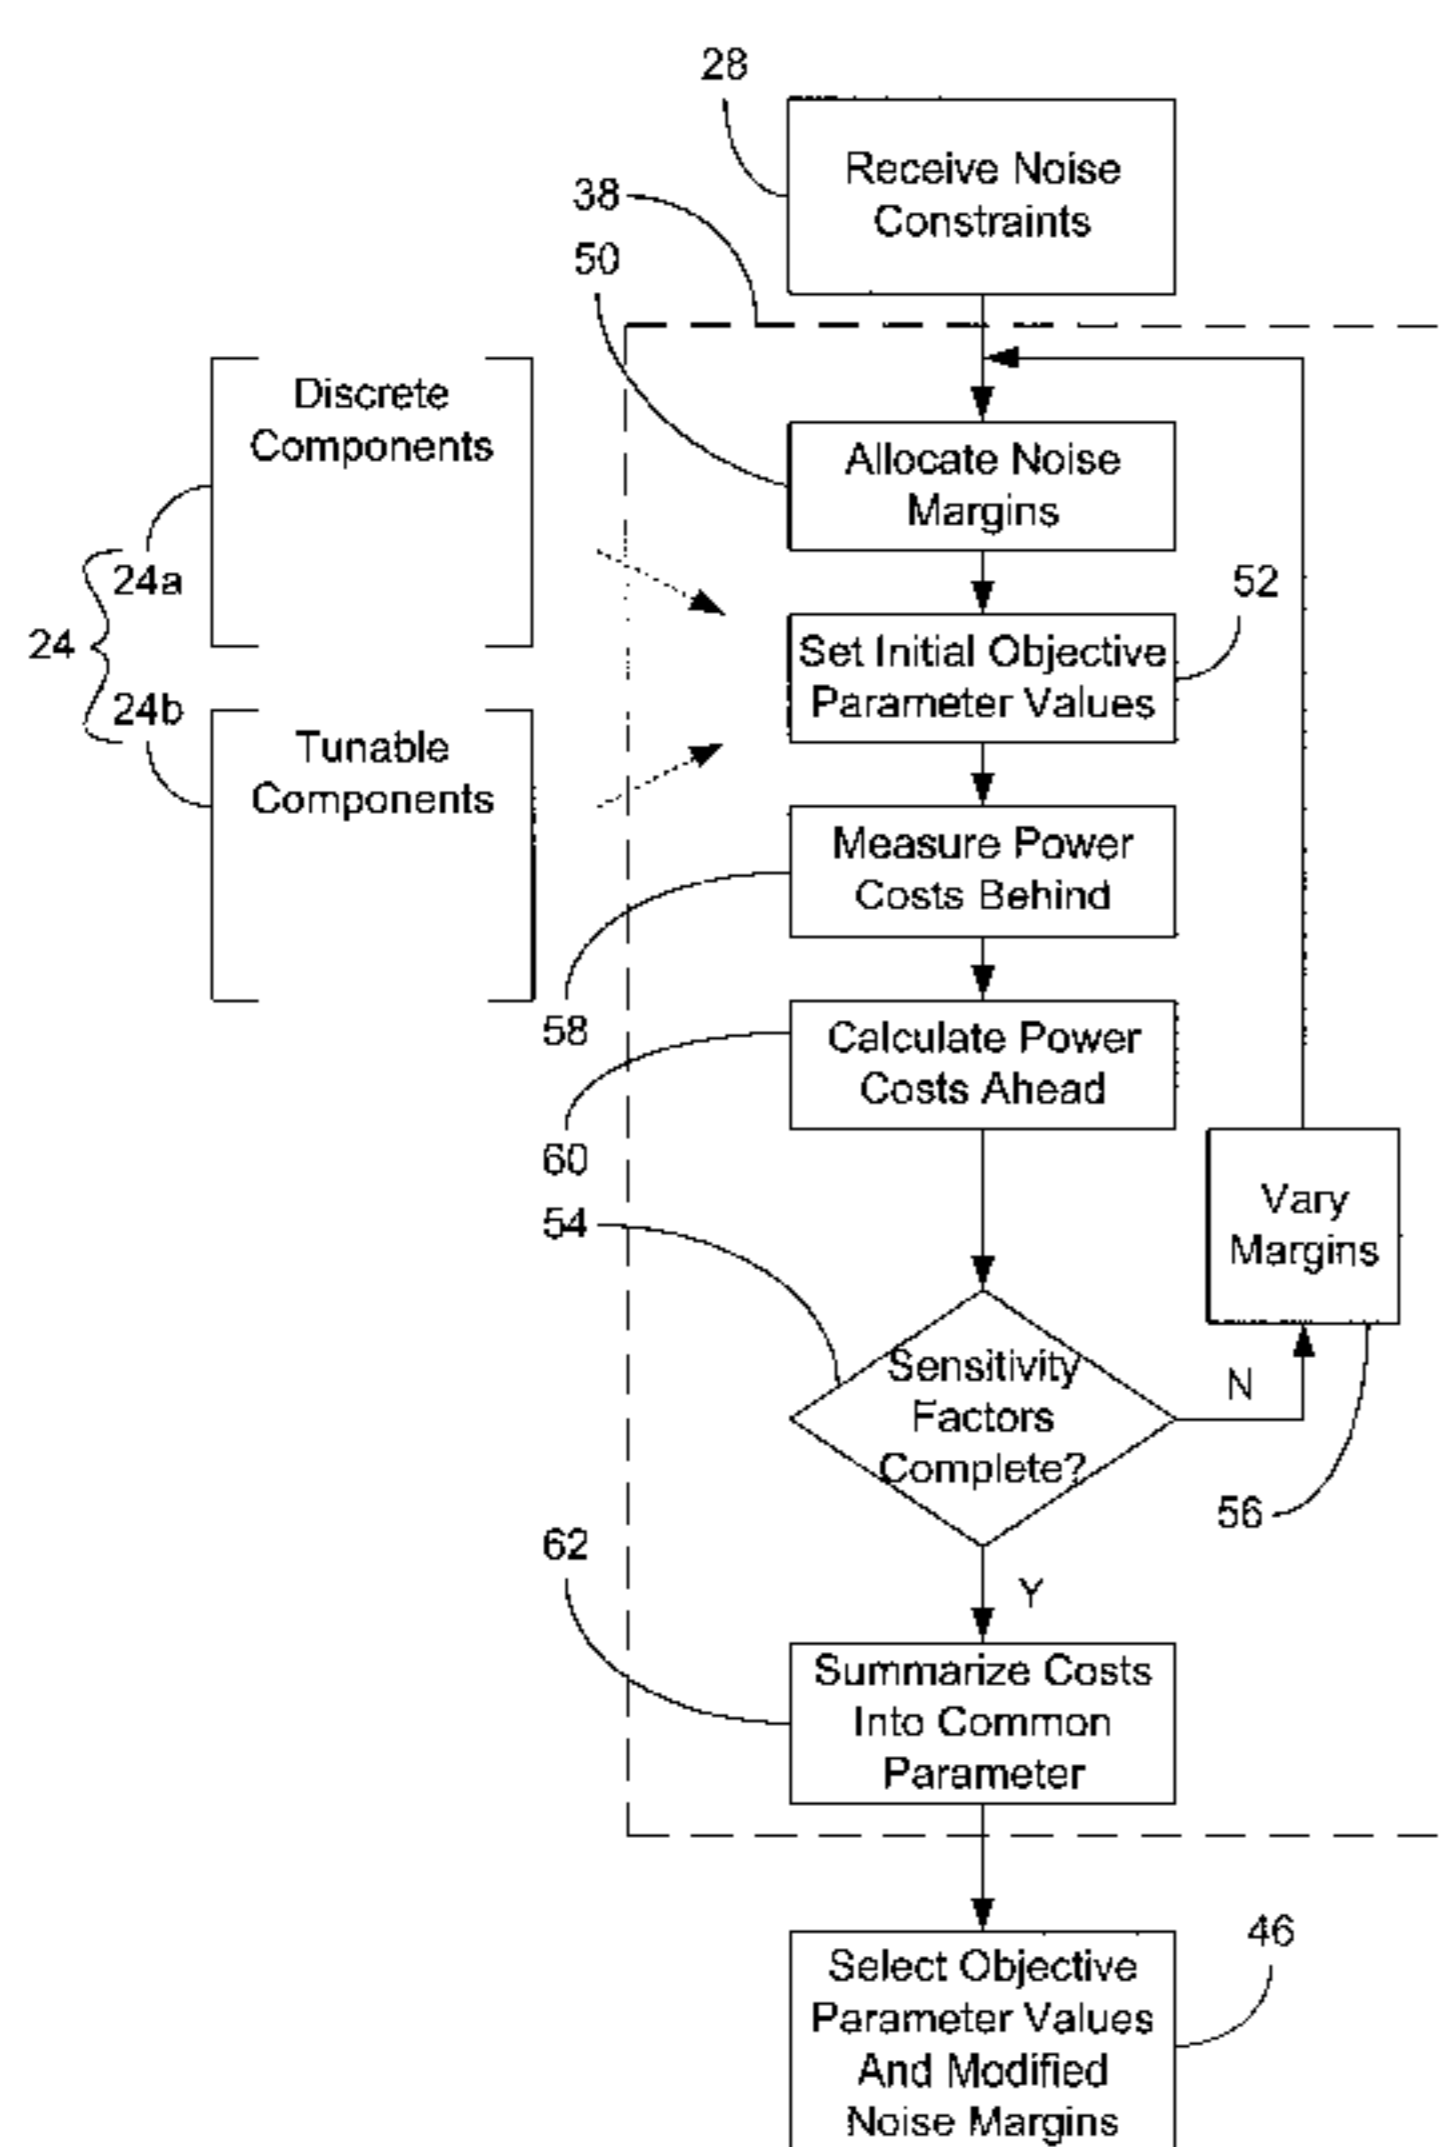 28
Receive Noise
Constraints
38
50
Discrete
Components
Allocate Noise
Margins
24a
52
24
Set Initial Objective
Parameter Values
24b
Tunable
Components
Measure Power
Costs Behind
58
Calculate Power
Costs Ahead
60
Vary
Margins
54
Sensitivity
Factors
Complete?
N
56
62
Y
Summarize Costs
Into Common
Parameter
46
Select Objective
Parameter Values
And Modified
Noise Margins